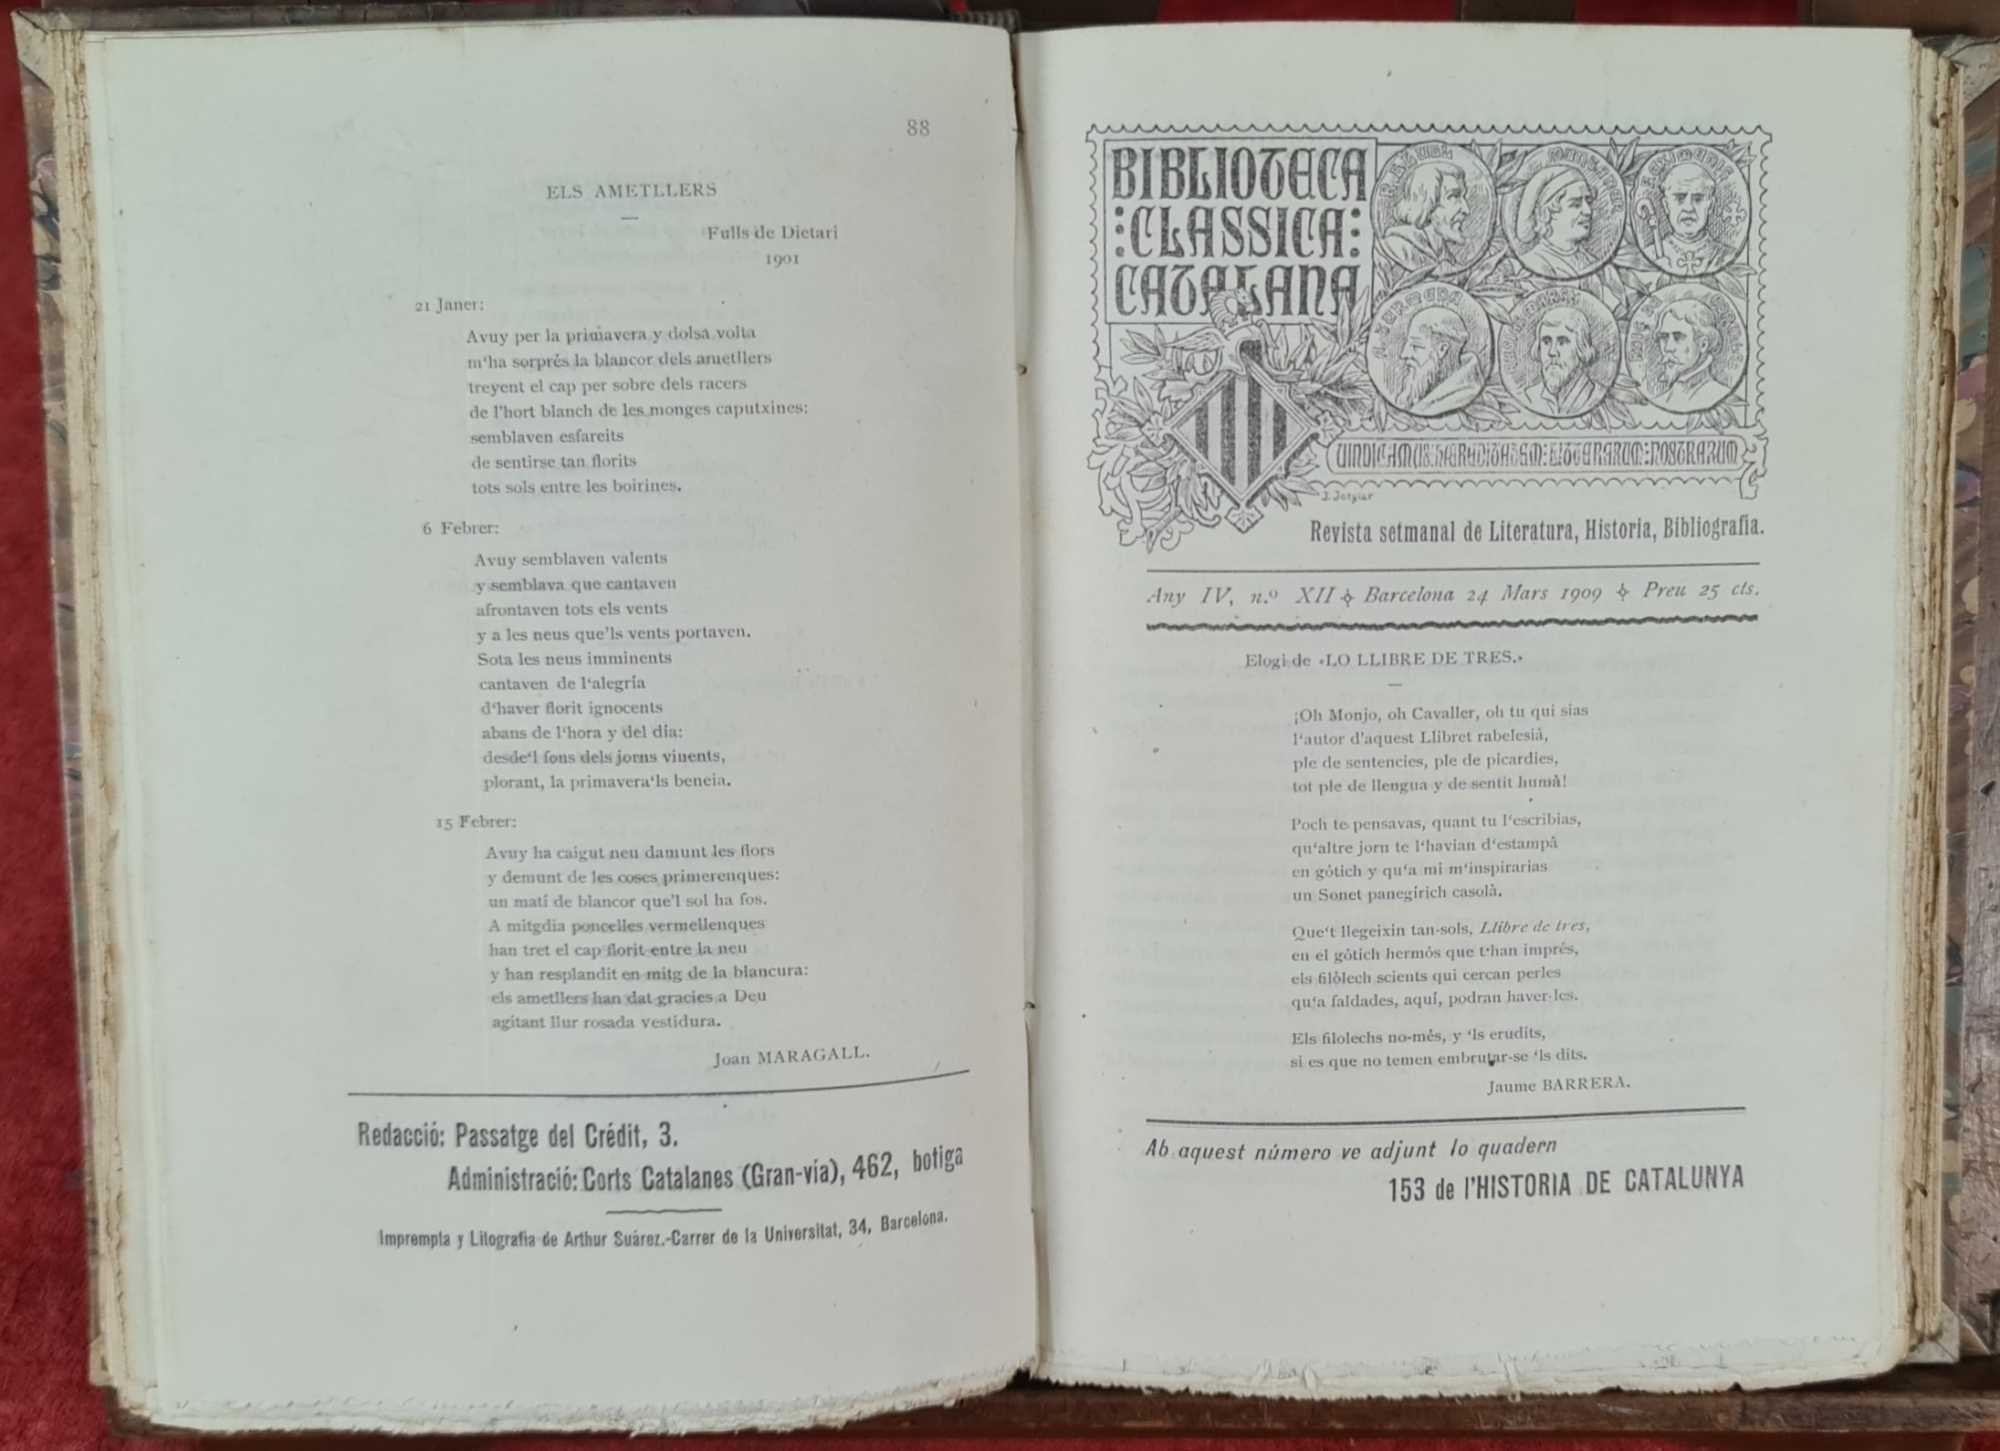 88
ELS AMETLLERS
Fulls de Dietari
1901
21 Janer:
Avuy per la primavera y dolsa volta
m'ha sorprés la blancor dels ametllers
treyent el cap per sobre dels racers
de l'hort blanch de les monges caputxines:
semblaven esfareits
de sentirse tan florits
tots sols entre les boirines.
6 Febrer:
Avuy semblaven valents
y semblava que cantaven
afrontaven tots els vents
y a les neus que'ls vents portaven.
Sota les neus imminents
cantaven de l'alegría
d'haver florit ignocents
abans de l'hora y del día:
desde'l fons dels jorns vinents,
plorant, la primavera'ls beneia.
15 Febrer:
Avuy ha caigut neu damunt les flors
y demunt de les coses primerenques:
un matí de blancor que'l sol ha fos.
A mitgdia poncelles vermellenques
han tret el cap florit entre la neu
y han resplandit en mitg de la blancura:
els ametllers han dat gracies a Deu
agitant llur rosada vestidura.
Joan MARAGALL.
Redacció: Passatge del Crédit, 3.
Administració: Corts Catalanes (Gran-vía), 462, botiga
Imprempta y Litografia de Arthur Suárez.-Carrer de la Universitat, 34, Barcelona.
BIBLIOTECA
CLASSICA
CATALANA
VINDICAMUS: HEREDITATEM: LITERARUM: NOSTRARUM
Revista setmanal de Literatura, Historia, Bibliografía.
Any IV, n.º XII ✧ Barcelona 24 Mars 1909 ✧ Preu 25 cts.
Elogi de «LO LLIBRE DE TRES.»
¡Oh Monjo, oh Cavaller, oh tu qui sias
l'autor d'aquest Llibret rabelesià,
ple de sentencies, ple de picardies,
tot ple de llengua y de sentit humà!
Poch te pensavas, quant tu l'escribias,
qu'altre jorn te l'havian d'estampâ
en gótich y qu'a mi m'inspirarias
un Sonet panegírich casolà.
Que't llegeixin tan-sols, Llibre de tres,
en el gótich hermós que t'han imprés,
els filòlech scients qui cercan perles
qu'a faldades, aquí, podran haver-les.
Els filolechs no-més, y 'ls erudits,
si es que no temen embrutar-se 'ls dits.
Jaume BARRERA.
Ab aquest número ve adjunt lo quadern
153 de l'HISTORIA DE CATALUNYA